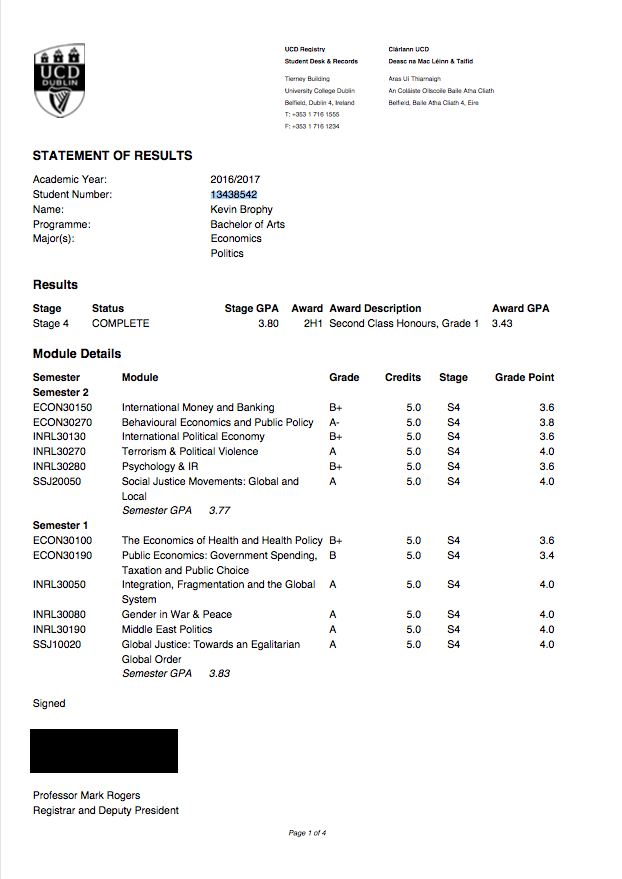 UCD
DUBLIN
UCD Registry
Student Desk & Records
Tierney Building
University College Dublin
Belfield, Dublin 4, Ireland
T: +353 1 716 1555
F: +353 1 716 1234
Clárlann UCD
Deasc na Mac Léinn & Taifid
Aras Uí Thiarnaigh
An Coláiste Ollscoile Baile Atha Cliath
Belfield, Baile Atha Cliath 4, Eire
STATEMENT OF RESULTS
Academic Year: 2016/2017
Student Number: 13438542
Name: Kevin Brophy
Programme: Bachelor of Arts
Major(s): Economics
Politics
Results
Stage Status Stage GPA Award Award Description Award GPA
Stage 4 COMPLETE 3.80 2H1 Second Class Honours, Grade 1 3.43
Module Details
Semester Module Grade Credits Stage Grade Point
Semester 2
ECON30150 International Money and Banking B+ 5.0 S4 3.6
ECON30270 Behavioural Economics and Public Policy A- 5.0 S4 3.8
INRL30130 International Political Economy B+ 5.0 S4 3.6
INRL30270 Terrorism & Political Violence A 5.0 S4 4.0
INRL30280 Psychology & IR B+ 5.0 S4 3.6
SSJ20050 Social Justice Movements: Global and A 5.0 S4 4.0
Local
Semester GPA 3.77
Semester 1
ECON30100 The Economics of Health and Health Policy B+ 5.0 S4 3.6
ECON30190 Public Economics: Government Spending, B 5.0 S4 3.4
Taxation and Public Choice
INRL30050 Integration, Fragmentation and the Global A 5.0 S4 4.0
System
INRL30080 Gender in War & Peace A 5.0 S4 4.0
INRL30190 Middle East Politics A 5.0 S4 4.0
SSJ10020 Global Justice: Towards an Egalitarian A 5.0 S4 4.0
Global Order
Semester GPA 3.83
Signed
Professor Mark Rogers
Registrar and Deputy President
Page 1 of 4